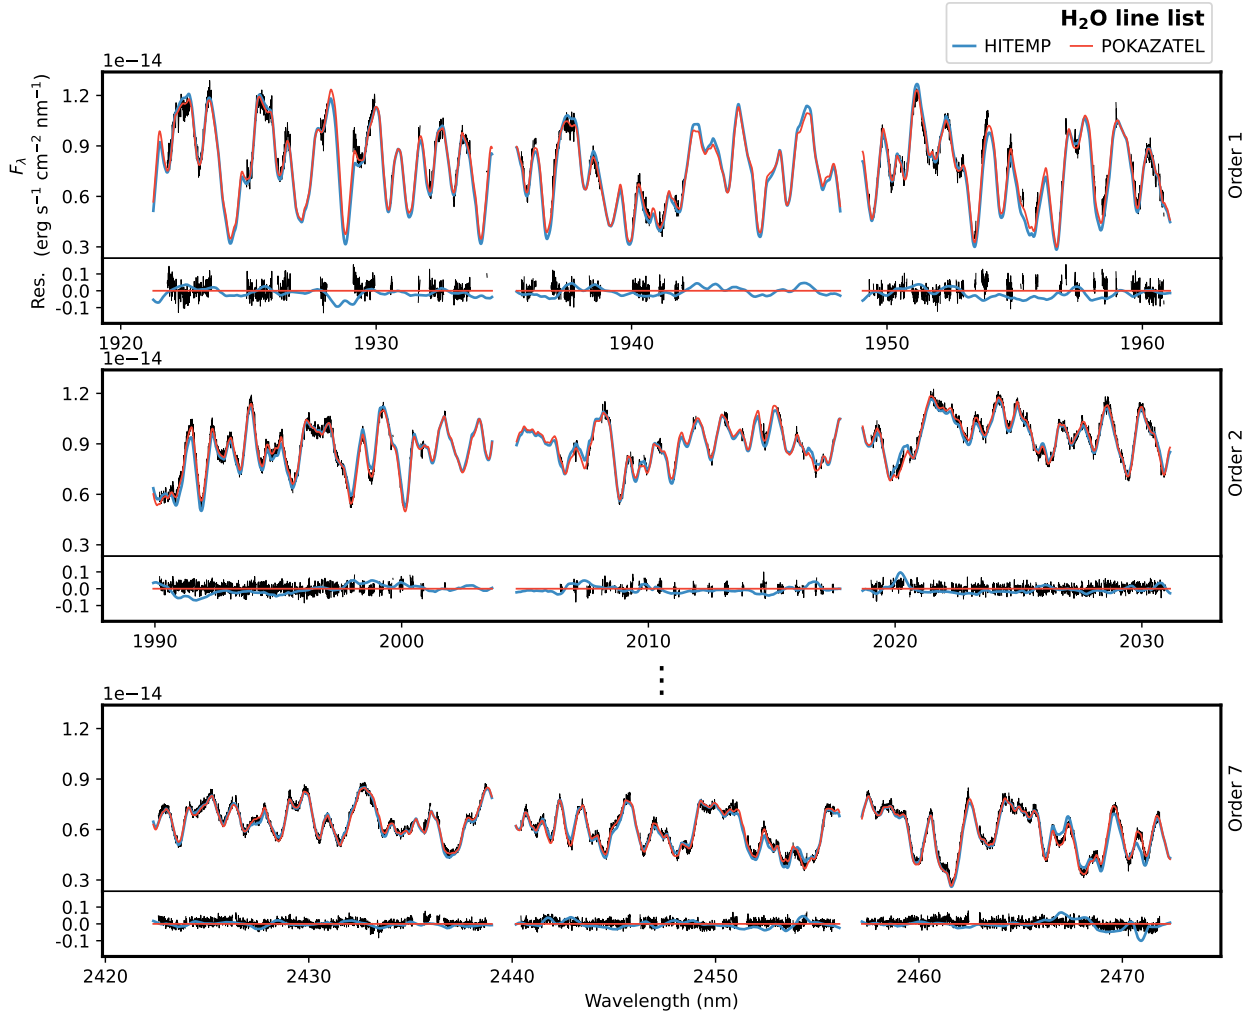 H₂O line list
HITEMP
POKAZATEL
1e−14
Fλ
(erg s⁻¹ cm⁻² nm⁻¹)
1.2
0.9
0.6
0.3
Order 1
Res.
0.1
0.0
-0.1
1920 1930 1940 1950 1960
1e−14
1.2
0.9
0.6
0.3
Order 2
0.1
0.0
-0.1
1990 2000 2010 2020 2030
⋮
1e−14
1.2
0.9
0.6
0.3
Order 7
0.1
0.0
-0.1
2420 2430 2440 2450 2460 2470
Wavelength (nm)